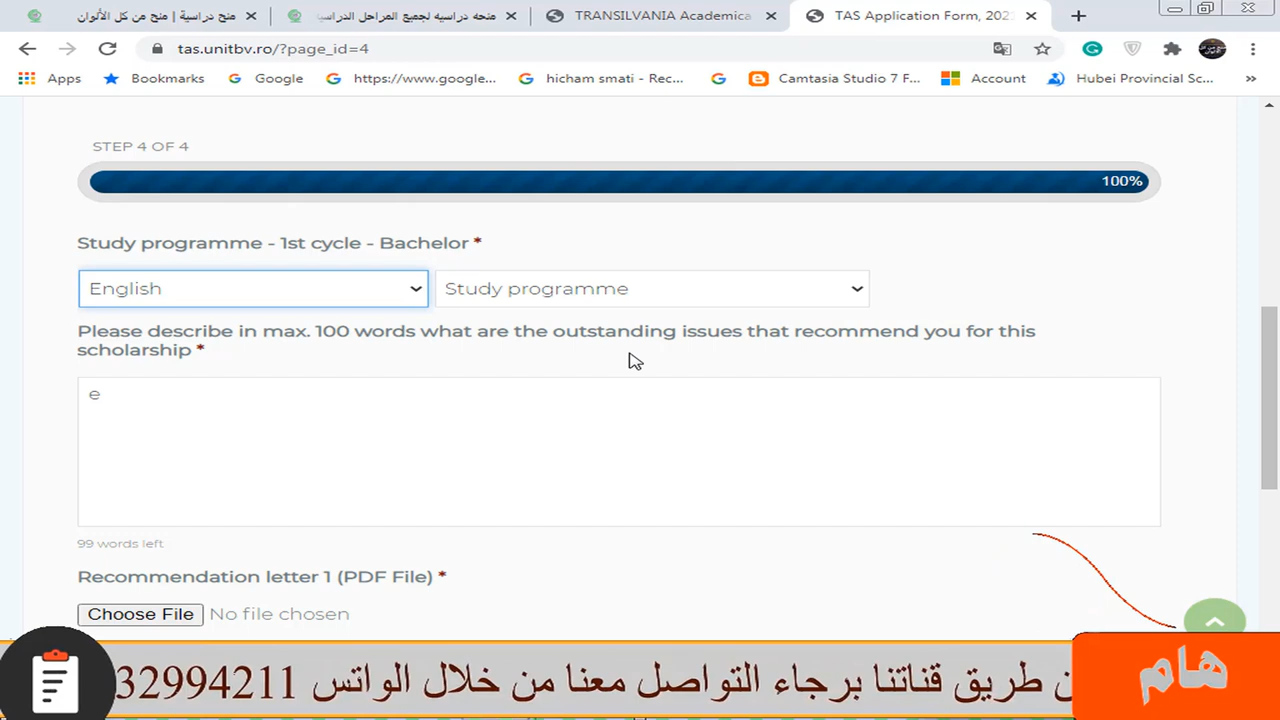 منح دراسية | منح من كل الألوان
منحه دراسيه لجميع المراحل الدراسي
TRANSILVANIA Academica
TAS Application Form, 202
tas.unitbv.ro/?page_id=4
Apps
Bookmarks
Google
https://www.google...
hicham smati - Rec...
Camtasia Studio 7 F...
Account
Hubei Provincial Sc...
STEP 4 OF 4
100%
Study programme - 1st cycle - Bachelor *
English
Study programme
Please describe in max. 100 words what are the outstanding issues that recommend you for this
scholarship *
e
99 words left
Recommendation letter 1 (PDF File) *
Choose File No file chosen
ن طريق قناتنا برجاء التواصل معنا من خلال الواتس 32994211
هام